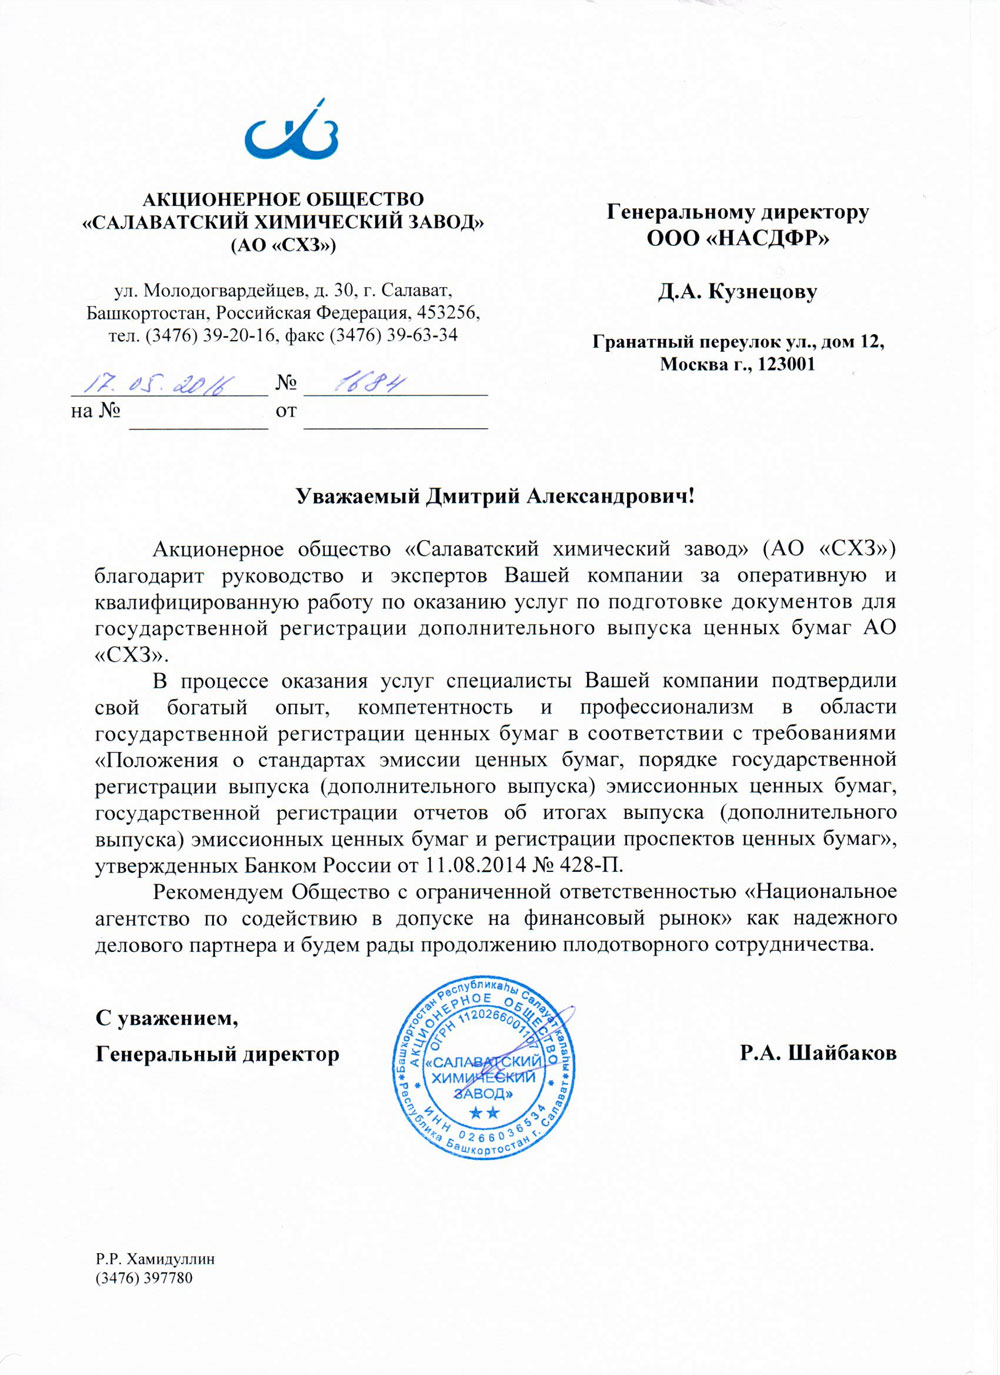 СХЗ
АКЦИОНЕРНОЕ ОБЩЕСТВО
«САЛАВАТСКИЙ ХИМИЧЕСКИЙ ЗАВОД»
(АО «СХЗ»)
ул. Молодогвардейцев, д. 30, г. Салават,
Башкортостан, Российская Федерация, 453256,
тел. (3476) 39-20-16, факс (3476) 39-63-34
17.05.2016 № 1684
на № от
Генеральному директору
ООО «НАСДФР»
Д.А. Кузнецову
Гранатный переулок ул., дом 12,
Москва г., 123001
Уважаемый Дмитрий Александрович!
Акционерное общество «Салаватский химический завод» (АО «СХЗ»)
благодарит руководство и экспертов Вашей компании за оперативную и
квалифицированную работу по оказанию услуг по подготовке документов для
государственной регистрации дополнительного выпуска ценных бумаг АО
«СХЗ».
В процессе оказания услуг специалисты Вашей компании подтвердили
свой богатый опыт, компетентность и профессионализм в области
государственной регистрации ценных бумаг в соответствии с требованиями
«Положения о стандартах эмиссии ценных бумаг, порядке государственной
регистрации выпуска (дополнительного выпуска) эмиссионных ценных бумаг,
государственной регистрации отчетов об итогах выпуска (дополнительного
выпуска) эмиссионных ценных бумаг и регистрации проспектов ценных бумаг»,
утвержденных Банком России от 11.08.2014 № 428-П.
Рекомендуем Общество с ограниченной ответственностью «Национальное
агентство по содействию в допуске на финансовый рынок» как надежного
делового партнера и будем рады продолжению плодотворного сотрудничества.
С уважением,
Генеральный директор
Р.А. Шайбаков
Башҡортостан Республикаһы Салауат ҡалаһы
АКЦИОНЕРНОЕ ОБЩЕСТВО
ОГРН 1120266001107
«САЛАВАТСКИЙ
ХИМИЧЕСКИЙ
ЗАВОД»
ИНН 0266036534
Республика Башкортостан г. Салават
Р.Р. Хамидуллин
(3476) 397780